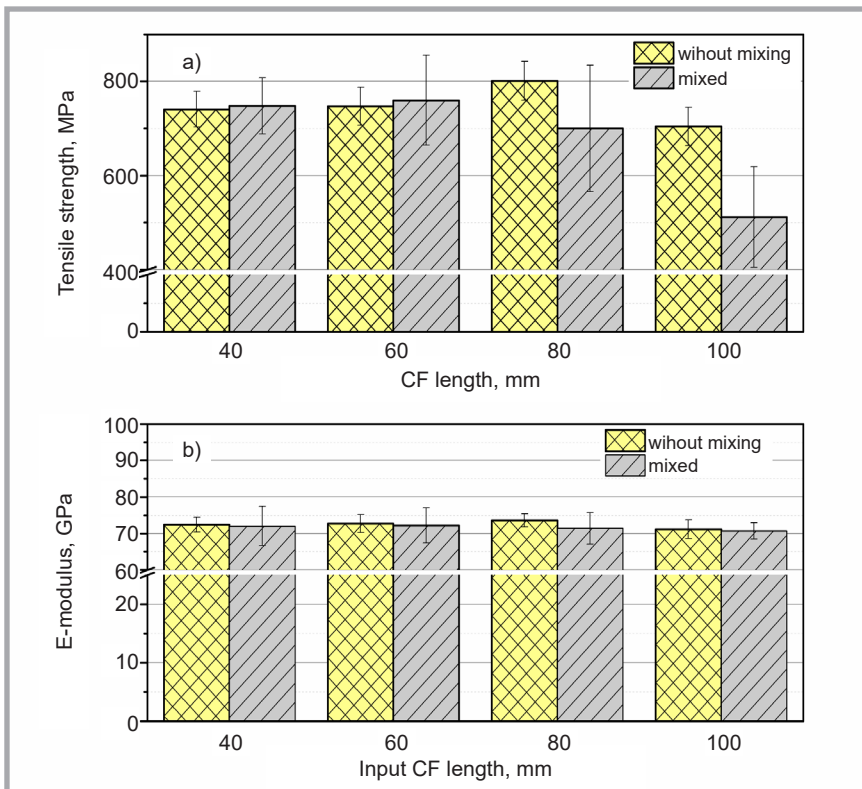 a)
wihout mixing
mixed
Tensile strength, MPa
800
600
400
0
40 60 80 100
CF length, mm
b)
wihout mixing
mixed
E-modulus, GPa
100
90
80
70
60
20
10
0
40 60 80 100
Input CF length, mm